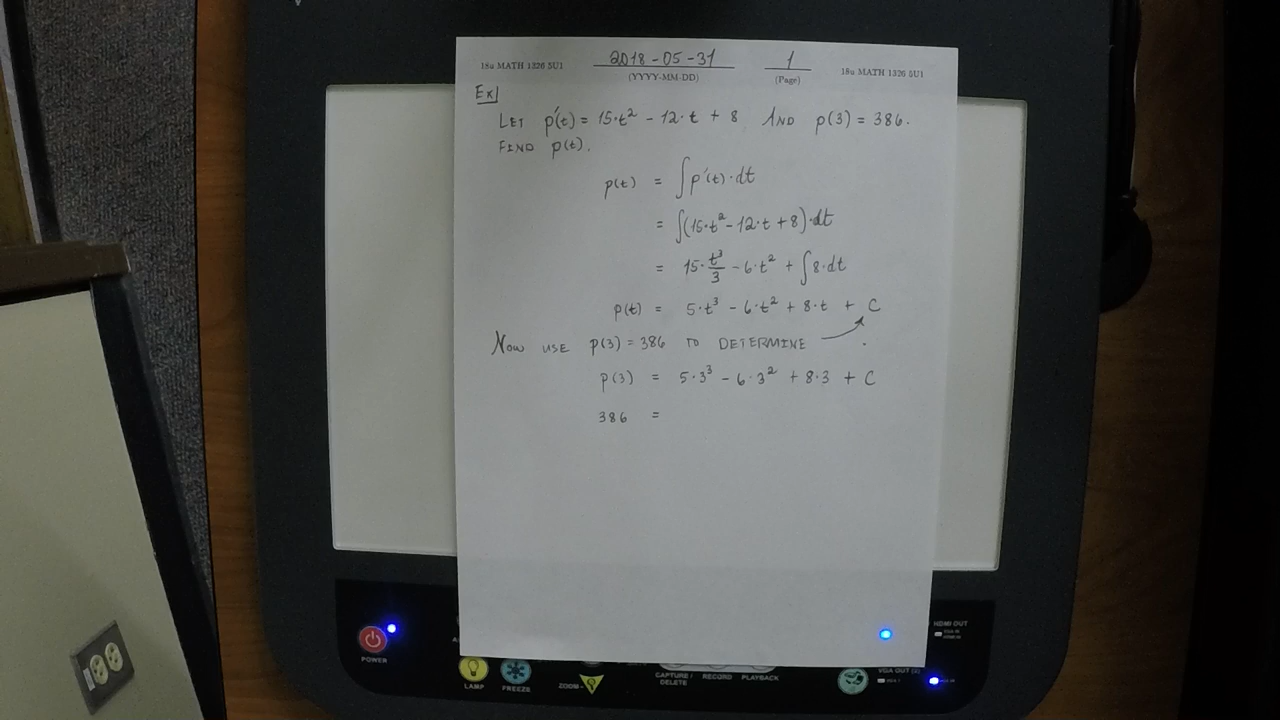 18u MATH 1326 5U1 2018-05-31 1 18u MATH 1326 5U1
(YYYY-MM-DD) (Page)
Ex1
LET p'(t) = 15·t² - 12·t + 8 AND p(3) = 386.
FIND p(t).
p(t) = ∫p'(t)·dt
= ∫(15·t² - 12·t + 8)·dt
= 15·t³/3 - 6·t² + ∫8·dt
p(t) = 5·t³ - 6·t² + 8·t + C
NOW USE p(3) = 386 TO DETERMINE .
p(3) = 5·3³ - 6·3² + 8·3 + C
386 =
POWER
LAMP
FREEZE
ZOOM
CAPTURE / DELETE
RECORD
PLAYBACK
HDMI OUT
VGA OUT